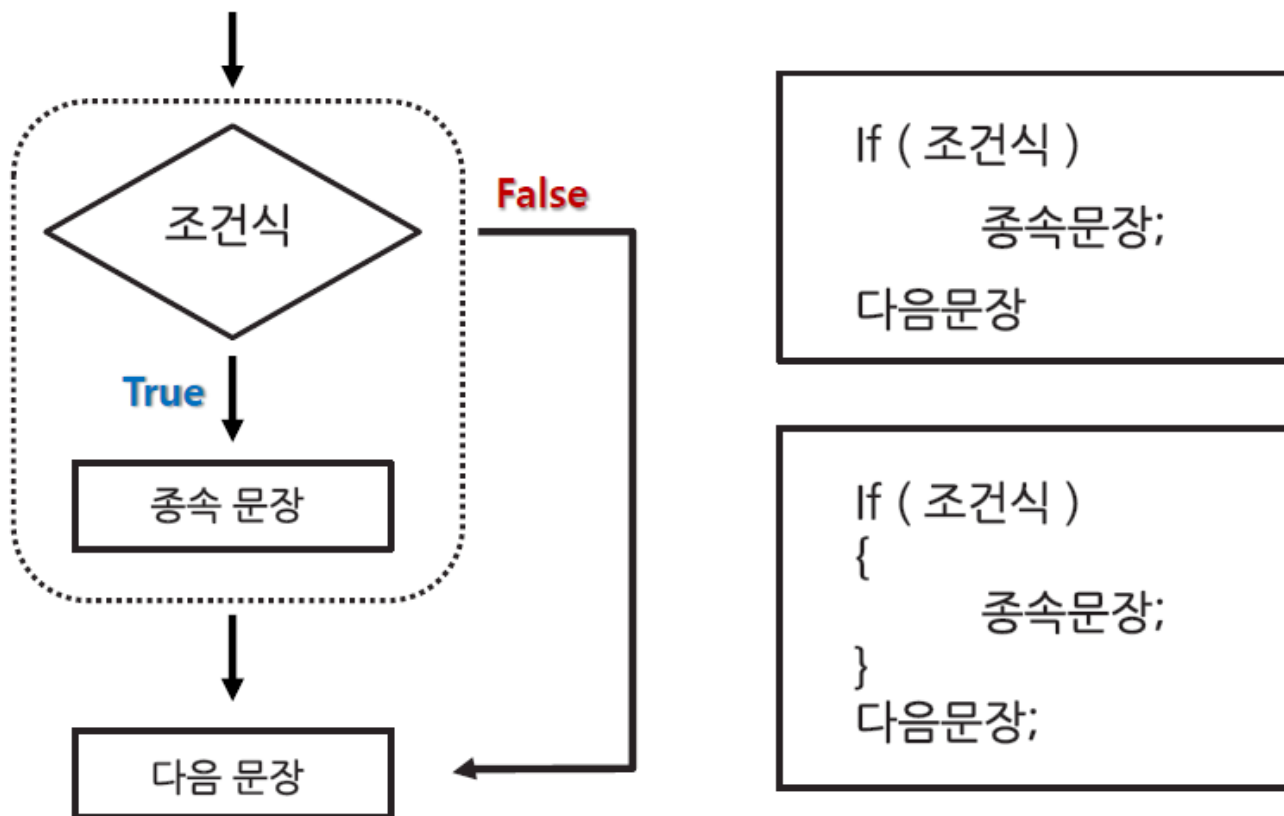 조건식
False
True
종속 문장
다음 문장
If ( 조건식 )
종속문장;
다음문장
If ( 조건식 )
{
종속문장;
}
다음문장;